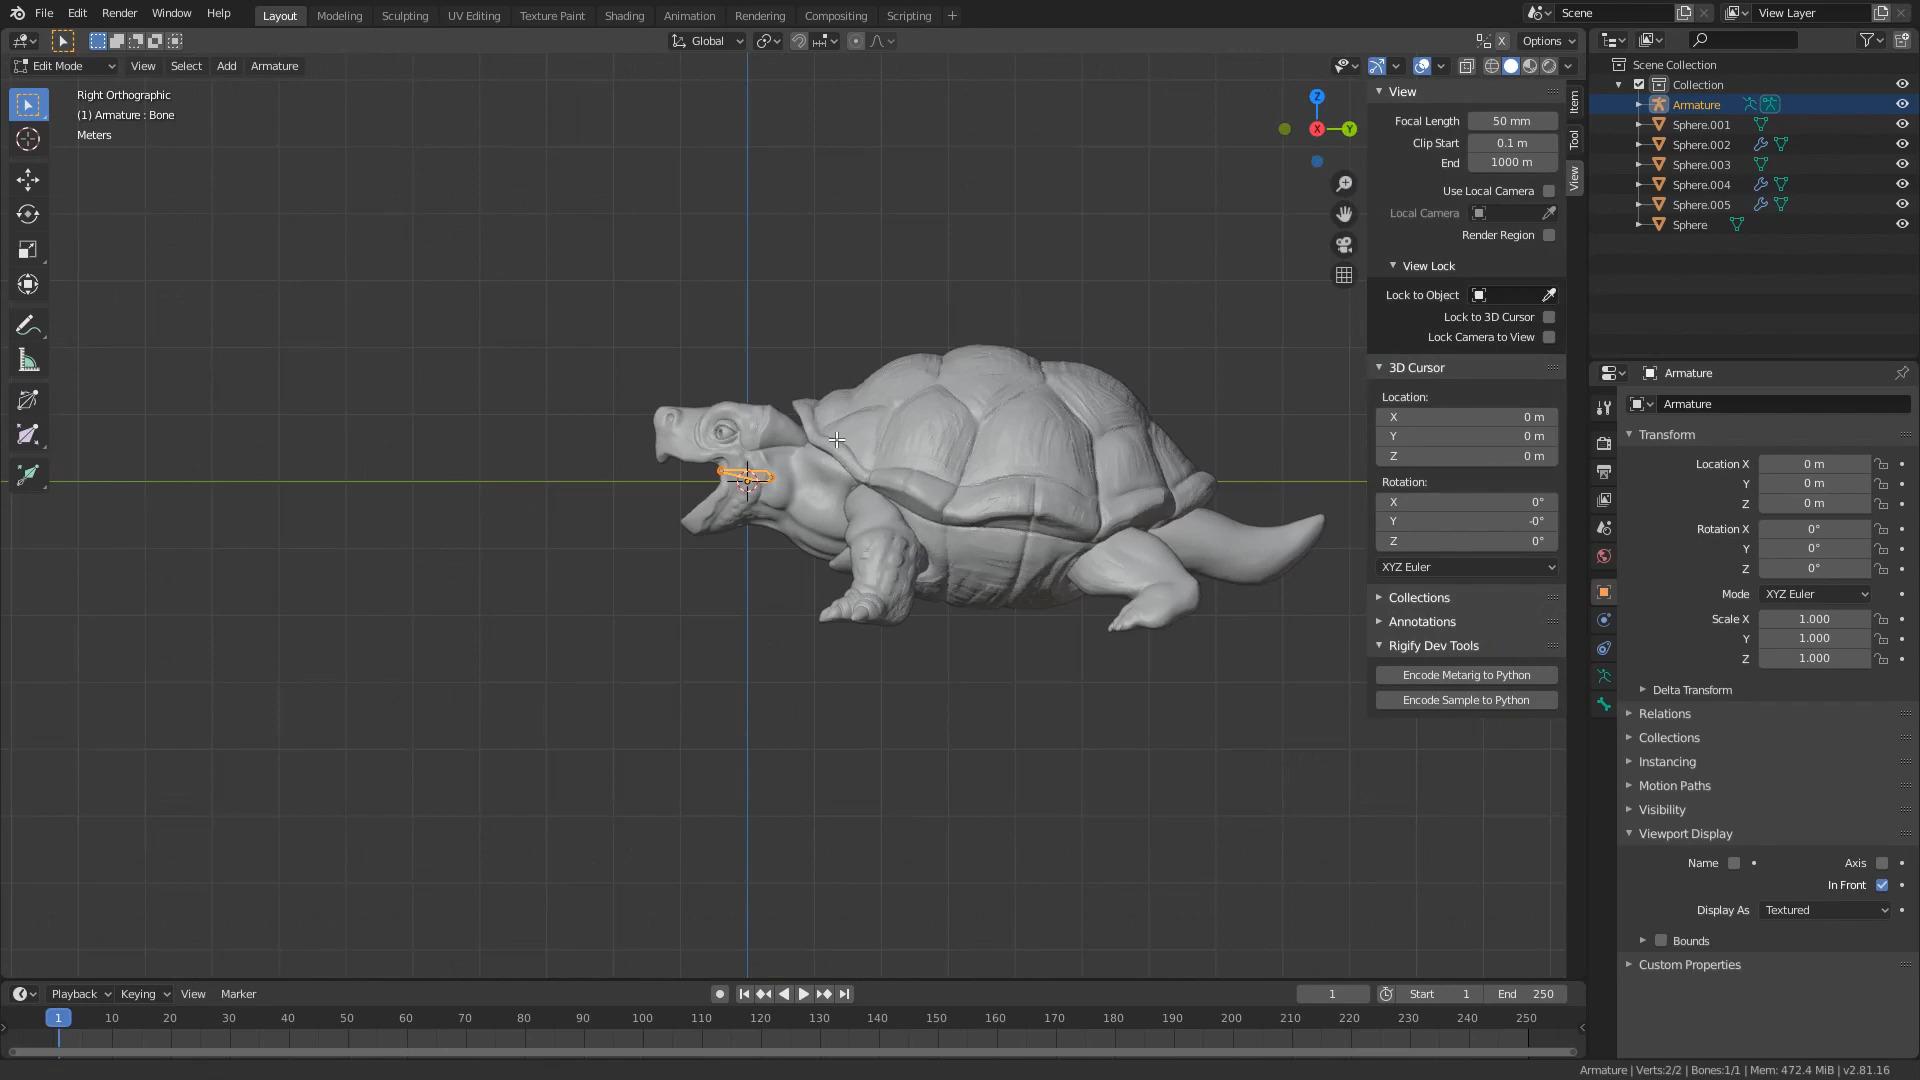 File Edit Render Window Help Layout Modeling Sculpting UV Editing Texture Paint Shading Animation Rendering Compositing Scripting + Scene View Layer
Global Options X
Edit Mode View Select Add Armature
Right Orthographic
(1) Armature : Bone
Meters
Z
X
Y
View
Focal Length 50 mm
Clip Start 0.1 m
End 1000 m
Use Local Camera
Local Camera
Render Region
View Lock
Lock to Object
Lock to 3D Cursor
Lock Camera to View
3D Cursor
Location:
X 0 m
Y 0 m
Z 0 m
Rotation:
X 0°
Y -0°
Z 0°
XYZ Euler
Collections
Annotations
Rigify Dev Tools
Encode Metarig to Python
Encode Sample to Python
Item
Tool
View
Scene Collection
Collection
Armature
Sphere.001
Sphere.002
Sphere.003
Sphere.004
Sphere.005
Sphere
Armature
Armature
Transform
Location X 0 m
Y 0 m
Z 0 m
Rotation X 0°
Y 0°
Z 0°
Mode XYZ Euler
Scale X 1.000
Y 1.000
Z 1.000
Delta Transform
Relations
Collections
Instancing
Motion Paths
Visibility
Viewport Display
Name Axis
In Front
Display As Textured
Bounds
Custom Properties
Playback Keying View Marker 1 Start 1 End 250
1 10 20 30 40 50 60 70 80 90 100 110 120 130 140 150 160 170 180 190 200 210 220 230 240 250
Armature | Verts:2/2 | Bones:1/1 | Mem: 472.4 MiB | v2.81.16